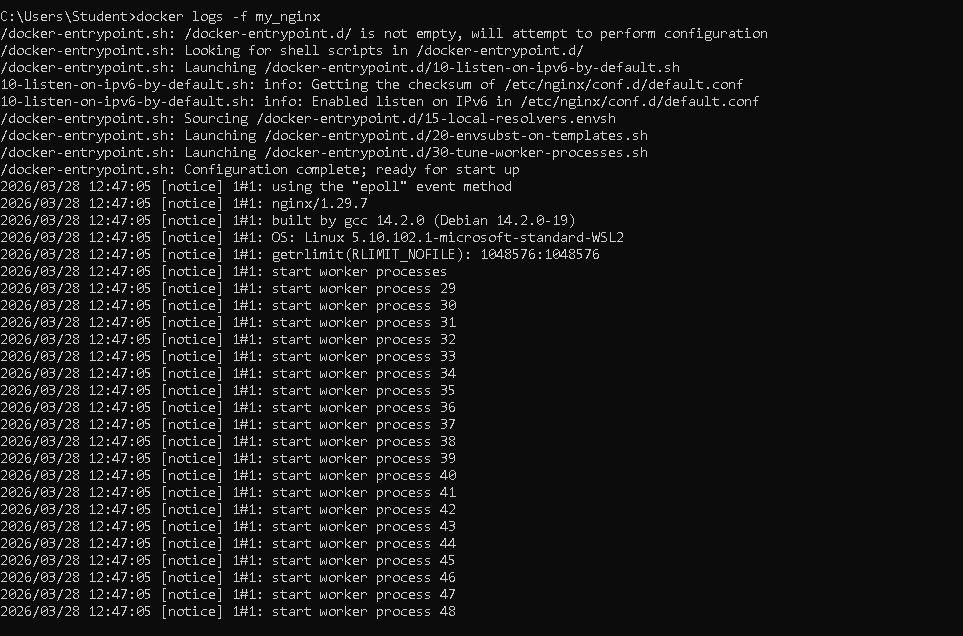 C:\Users\Student>docker logs -f my_nginx
/docker-entrypoint.sh: /docker-entrypoint.d/ is not empty, will attempt to perform configuration
/docker-entrypoint.sh: Looking for shell scripts in /docker-entrypoint.d/
/docker-entrypoint.sh: Launching /docker-entrypoint.d/10-listen-on-ipv6-by-default.sh
10-listen-on-ipv6-by-default.sh: info: Getting the checksum of /etc/nginx/conf.d/default.conf
10-listen-on-ipv6-by-default.sh: info: Enabled listen on IPv6 in /etc/nginx/conf.d/default.conf
/docker-entrypoint.sh: Sourcing /docker-entrypoint.d/15-local-resolvers.envsh
/docker-entrypoint.sh: Launching /docker-entrypoint.d/20-envsubst-on-templates.sh
/docker-entrypoint.sh: Launching /docker-entrypoint.d/30-tune-worker-processes.sh
/docker-entrypoint.sh: Configuration complete; ready for start up
2026/03/28 12:47:05 [notice] 1#1: using the "epoll" event method
2026/03/28 12:47:05 [notice] 1#1: nginx/1.29.7
2026/03/28 12:47:05 [notice] 1#1: built by gcc 14.2.0 (Debian 14.2.0-19)
2026/03/28 12:47:05 [notice] 1#1: OS: Linux 5.10.102.1-microsoft-standard-WSL2
2026/03/28 12:47:05 [notice] 1#1: getrlimit(RLIMIT_NOFILE): 1048576:1048576
2026/03/28 12:47:05 [notice] 1#1: start worker processes
2026/03/28 12:47:05 [notice] 1#1: start worker process 29
2026/03/28 12:47:05 [notice] 1#1: start worker process 30
2026/03/28 12:47:05 [notice] 1#1: start worker process 31
2026/03/28 12:47:05 [notice] 1#1: start worker process 32
2026/03/28 12:47:05 [notice] 1#1: start worker process 33
2026/03/28 12:47:05 [notice] 1#1: start worker process 34
2026/03/28 12:47:05 [notice] 1#1: start worker process 35
2026/03/28 12:47:05 [notice] 1#1: start worker process 36
2026/03/28 12:47:05 [notice] 1#1: start worker process 37
2026/03/28 12:47:05 [notice] 1#1: start worker process 38
2026/03/28 12:47:05 [notice] 1#1: start worker process 39
2026/03/28 12:47:05 [notice] 1#1: start worker process 40
2026/03/28 12:47:05 [notice] 1#1: start worker process 41
2026/03/28 12:47:05 [notice] 1#1: start worker process 42
2026/03/28 12:47:05 [notice] 1#1: start worker process 43
2026/03/28 12:47:05 [notice] 1#1: start worker process 44
2026/03/28 12:47:05 [notice] 1#1: start worker process 45
2026/03/28 12:47:05 [notice] 1#1: start worker process 46
2026/03/28 12:47:05 [notice] 1#1: start worker process 47
2026/03/28 12:47:05 [notice] 1#1: start worker process 48